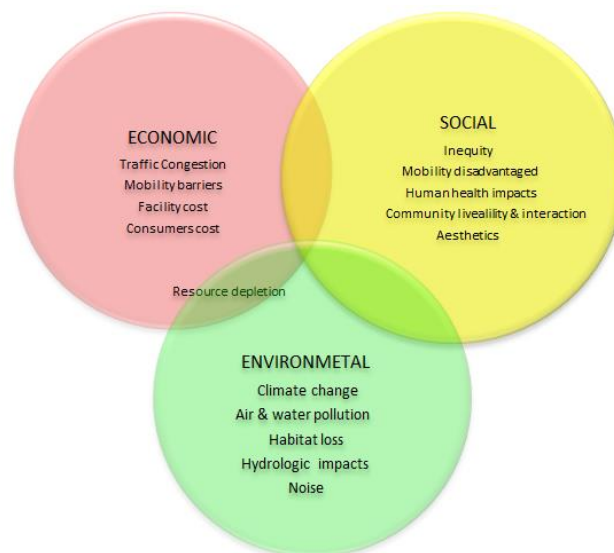 ECONOMIC
Traffic Congestion
Mobility barriers
Facility cost
Consumers cost
SOCIAL
Inequity
Mobility disadvantaged
Human health impacts
Community livealility & interaction
Aesthetics
Resource depletion
ENVIRONMETAL
Climate change
Air & water pollution
Habitat loss
Hydrologic impacts
Noise